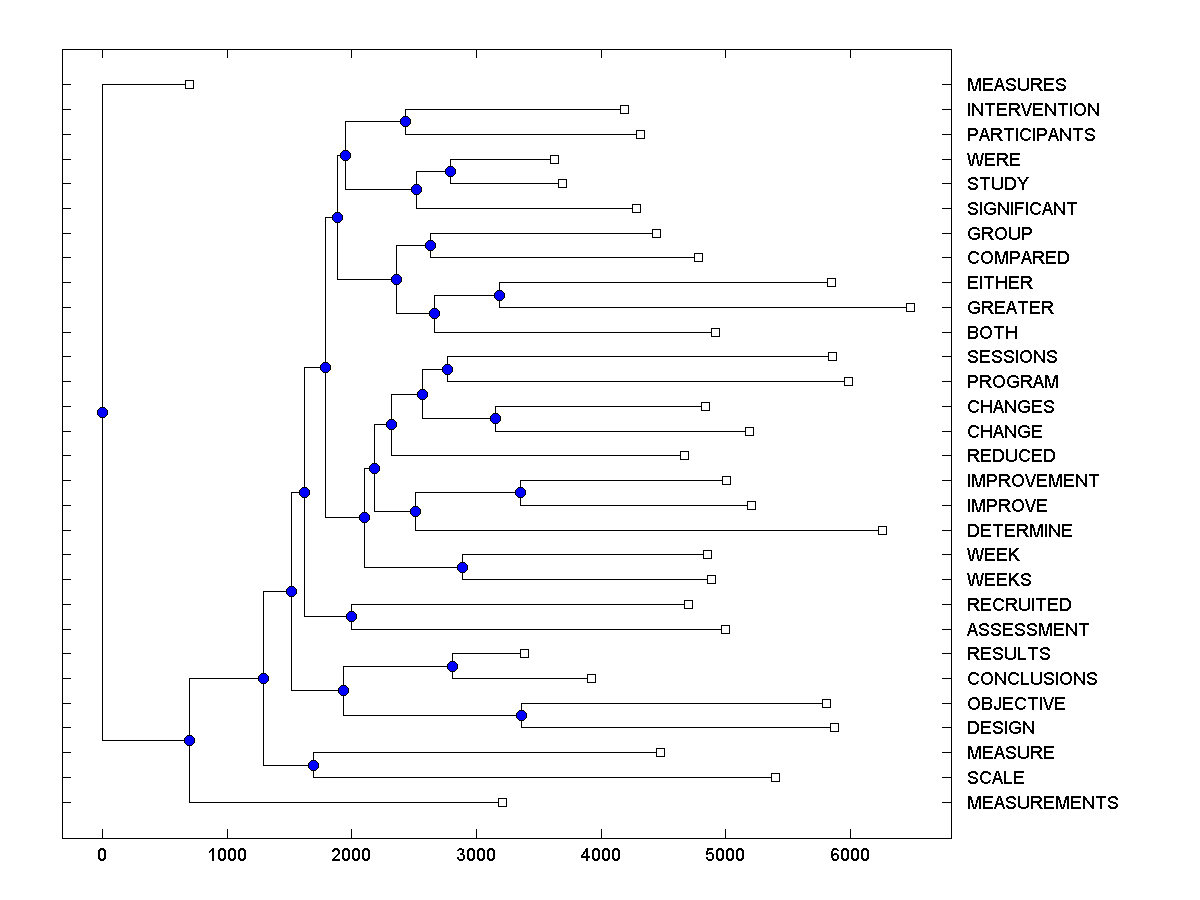 MEASURES
INTERVENTION
PARTICIPANTS
WERE
STUDY
SIGNIFICANT
GROUP
COMPARED
EITHER
GREATER
BOTH
SESSIONS
PROGRAM
CHANGES
CHANGE
REDUCED
IMPROVEMENT
IMPROVE
DETERMINE
WEEK
WEEKS
RECRUITED
ASSESSMENT
RESULTS
CONCLUSIONS
OBJECTIVE
DESIGN
MEASURE
SCALE
MEASUREMENTS
0 1000 2000 3000 4000 5000 6000